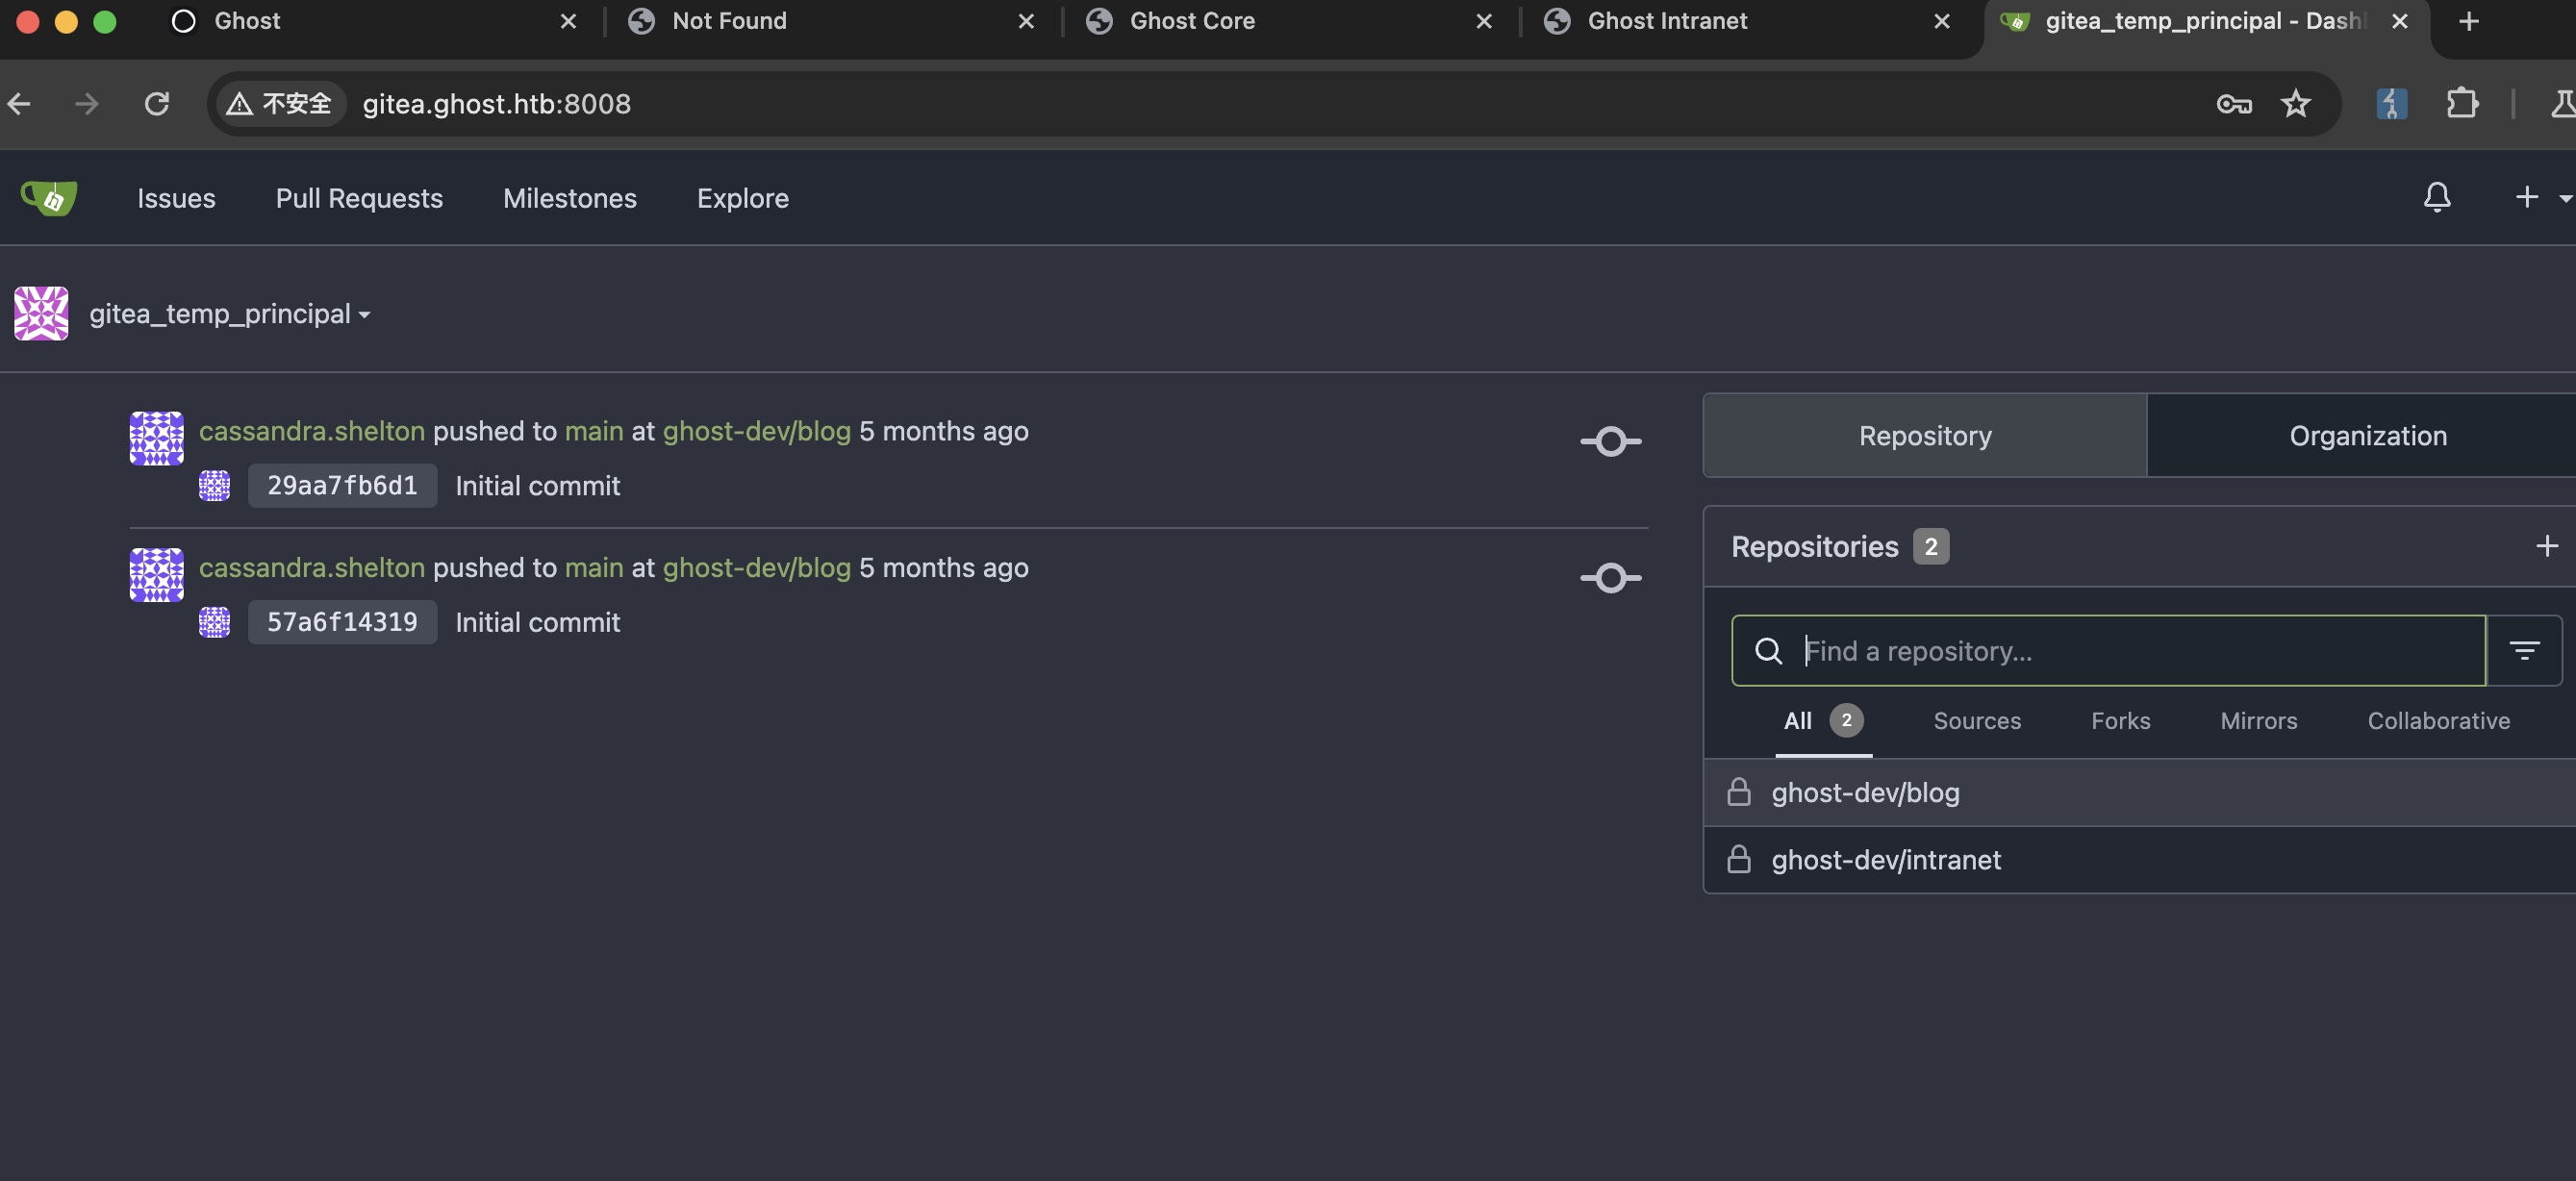 Ghost
Not Found
Ghost Core
Ghost Intranet
gitea_temp_principal - Dash
不安全 gitea.ghost.htb:8008
Issues Pull Requests Milestones Explore
gitea_temp_principal
cassandra.shelton pushed to main at ghost-dev/blog 5 months ago
29aa7fb6d1 Initial commit
cassandra.shelton pushed to main at ghost-dev/blog 5 months ago
57a6f14319 Initial commit
Repository Organization
Repositories 2
Find a repository...
All 2 Sources Forks Mirrors Collaborative
ghost-dev/blog
ghost-dev/intranet